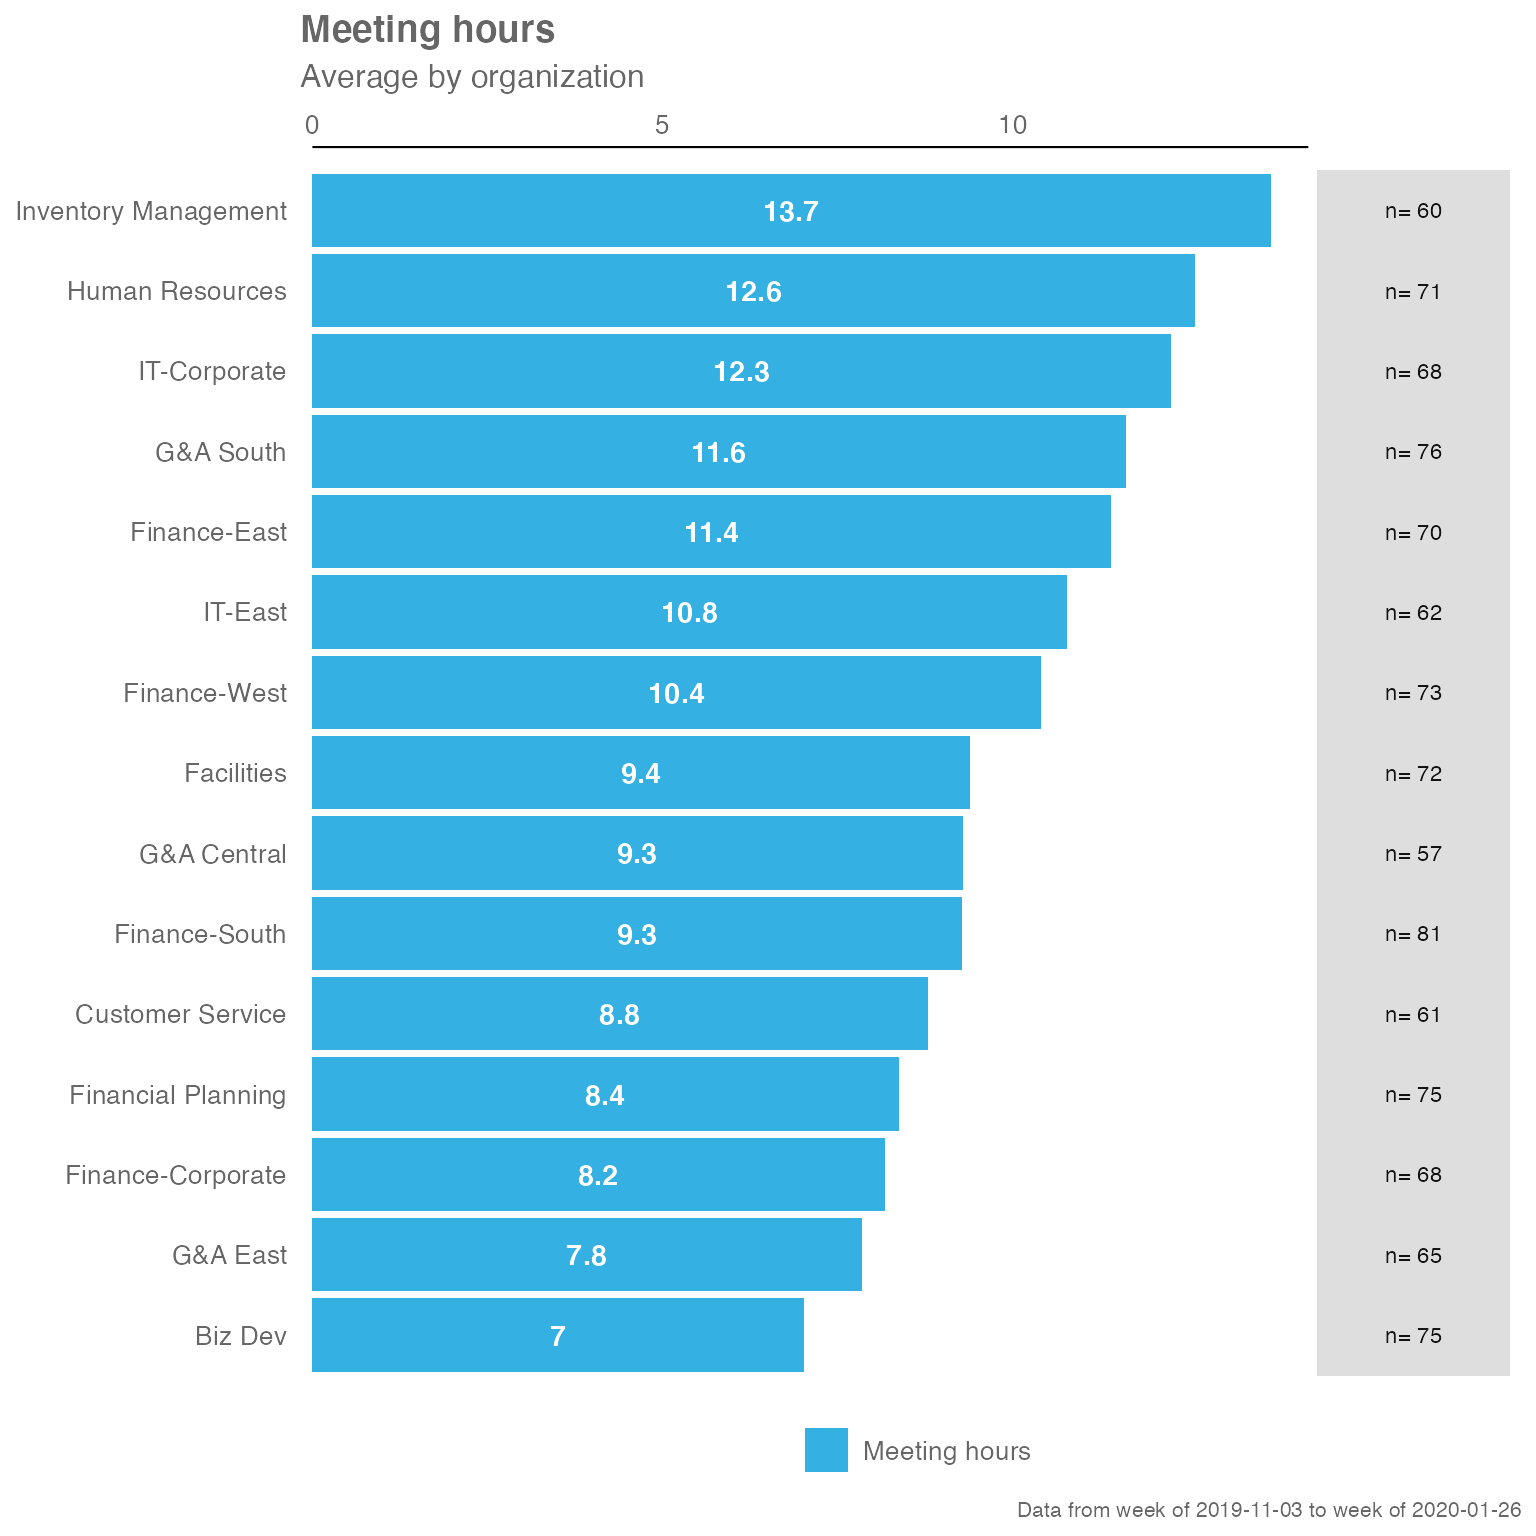 Meeting hours
Average by organization
0 5 10
Inventory Management 13.7 n= 60
Human Resources 12.6 n= 71
IT-Corporate 12.3 n= 68
G&A South 11.6 n= 76
Finance-East 11.4 n= 70
IT-East 10.8 n= 62
Finance-West 10.4 n= 73
Facilities 9.4 n= 72
G&A Central 9.3 n= 57
Finance-South 9.3 n= 81
Customer Service 8.8 n= 61
Financial Planning 8.4 n= 75
Finance-Corporate 8.2 n= 68
G&A East 7.8 n= 65
Biz Dev 7 n= 75
Meeting hours
Data from week of 2019-11-03 to week of 2020-01-26